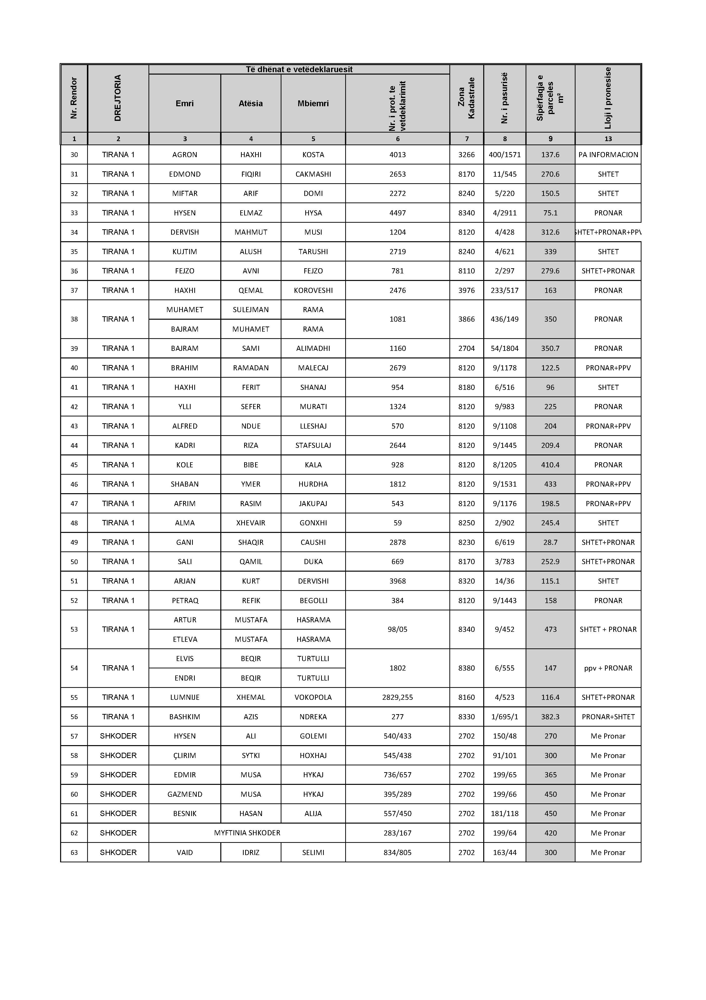 Nr. Rendor DREJTORIA Të dhënat e vetëdeklaruesit Zona Kadastrale Nr. i pasurisë Sipërfaqja e parceles m² Lloji I pronesise
Emri Atësia Mbiemri Nr. i prot. te vetdeklarimit
1 2 3 4 5 6 7 8 9 13
30 TIRANA 1 AGRON HAXHI KOSTA 4013 3266 400/1571 137.6 PA INFORMACION
31 TIRANA 1 EDMOND FIQIRI CAKMASHI 2653 8170 11/545 270.6 SHTET
32 TIRANA 1 MIFTAR ARIF DOMI 2272 8240 5/220 150.5 SHTET
33 TIRANA 1 HYSEN ELMAZ HYSA 4497 8340 4/2911 75.1 PRONAR
34 TIRANA 1 DERVISH MAHMUT MUSI 1204 8120 4/428 312.6 SHTET+PRONAR+PPV
35 TIRANA 1 KUJTIM ALUSH TARUSHI 2719 8240 4/621 339 SHTET
36 TIRANA 1 FEJZO AVNI FEJZO 781 8110 2/297 279.6 SHTET+PRONAR
37 TIRANA 1 HAXHI QEMAL KOROVESHI 2476 3976 233/517 163 PRONAR
38 TIRANA 1 MUHAMET SULEJMAN RAMA 1081 3866 436/149 350 PRONAR
BAJRAM MUHAMET RAMA
39 TIRANA 1 BAJRAM SAMI ALIMADHI 1160 2704 54/1804 350.7 PRONAR
40 TIRANA 1 BRAHIM RAMADAN MALECAJ 2679 8120 9/1178 122.5 PRONAR+PPV
41 TIRANA 1 HAXHI FERIT SHANAJ 954 8180 6/516 96 SHTET
42 TIRANA 1 YLLI SEFER MURATI 1324 8120 9/983 225 PRONAR
43 TIRANA 1 ALFRED NDUE LLESHAJ 570 8120 9/1108 204 PRONAR+PPV
44 TIRANA 1 KADRI RIZA STAFSULAJ 2644 8120 9/1445 209.4 PRONAR
45 TIRANA 1 KOLE BIBE KALA 928 8120 8/1205 410.4 PRONAR
46 TIRANA 1 SHABAN YMER HURDHA 1812 8120 9/1531 433 PRONAR+PPV
47 TIRANA 1 AFRIM RASIM JAKUPAJ 543 8120 9/1176 198.5 PRONAR+PPV
48 TIRANA 1 ALMA XHEVAIR GONXHI 59 8250 2/902 245.4 SHTET
49 TIRANA 1 GANI SHAQIR CAUSHI 2878 8230 6/619 28.7 SHTET+PRONAR
50 TIRANA 1 SALI QAMIL DUKA 669 8170 3/783 252.9 SHTET+PRONAR
51 TIRANA 1 ARJAN KURT DERVISHI 3968 8320 14/36 115.1 SHTET
52 TIRANA 1 PETRAQ REFIK BEGOLLI 384 8120 9/1443 158 PRONAR
53 TIRANA 1 ARTUR MUSTAFA HASRAMA 98/05 8340 9/452 473 SHTET + PRONAR
ETLEVA MUSTAFA HASRAMA
54 TIRANA 1 ELVIS BEQIR TURTULLI 1802 8380 6/555 147 ppv + PRONAR
ENDRI BEQIR TURTULLI
55 TIRANA 1 LUMNIJE XHEMAL VOKOPOLA 2829,255 8160 4/523 116.4 SHTET+PRONAR
56 TIRANA 1 BASHKIM AZIS NDREKA 277 8330 1/695/1 382.3 PRONAR+SHTET
57 SHKODER HYSEN ALI GOLEMI 540/433 2702 150/48 270 Me Pronar
58 SHKODER ÇLIRIM SYTKI HOXHAJ 545/438 2702 91/101 300 Me Pronar
59 SHKODER EDMIR MUSA HYKAJ 736/657 2702 199/65 365 Me Pronar
60 SHKODER GAZMEND MUSA HYKAJ 395/289 2702 199/66 450 Me Pronar
61 SHKODER BESNIK HASAN ALIJA 557/450 2702 181/118 450 Me Pronar
62 SHKODER MYFTINIA SHKODER 283/167 2702 199/64 420 Me Pronar
63 SHKODER VAID IDRIZ SELIMI 834/805 2702 163/44 300 Me Pronar